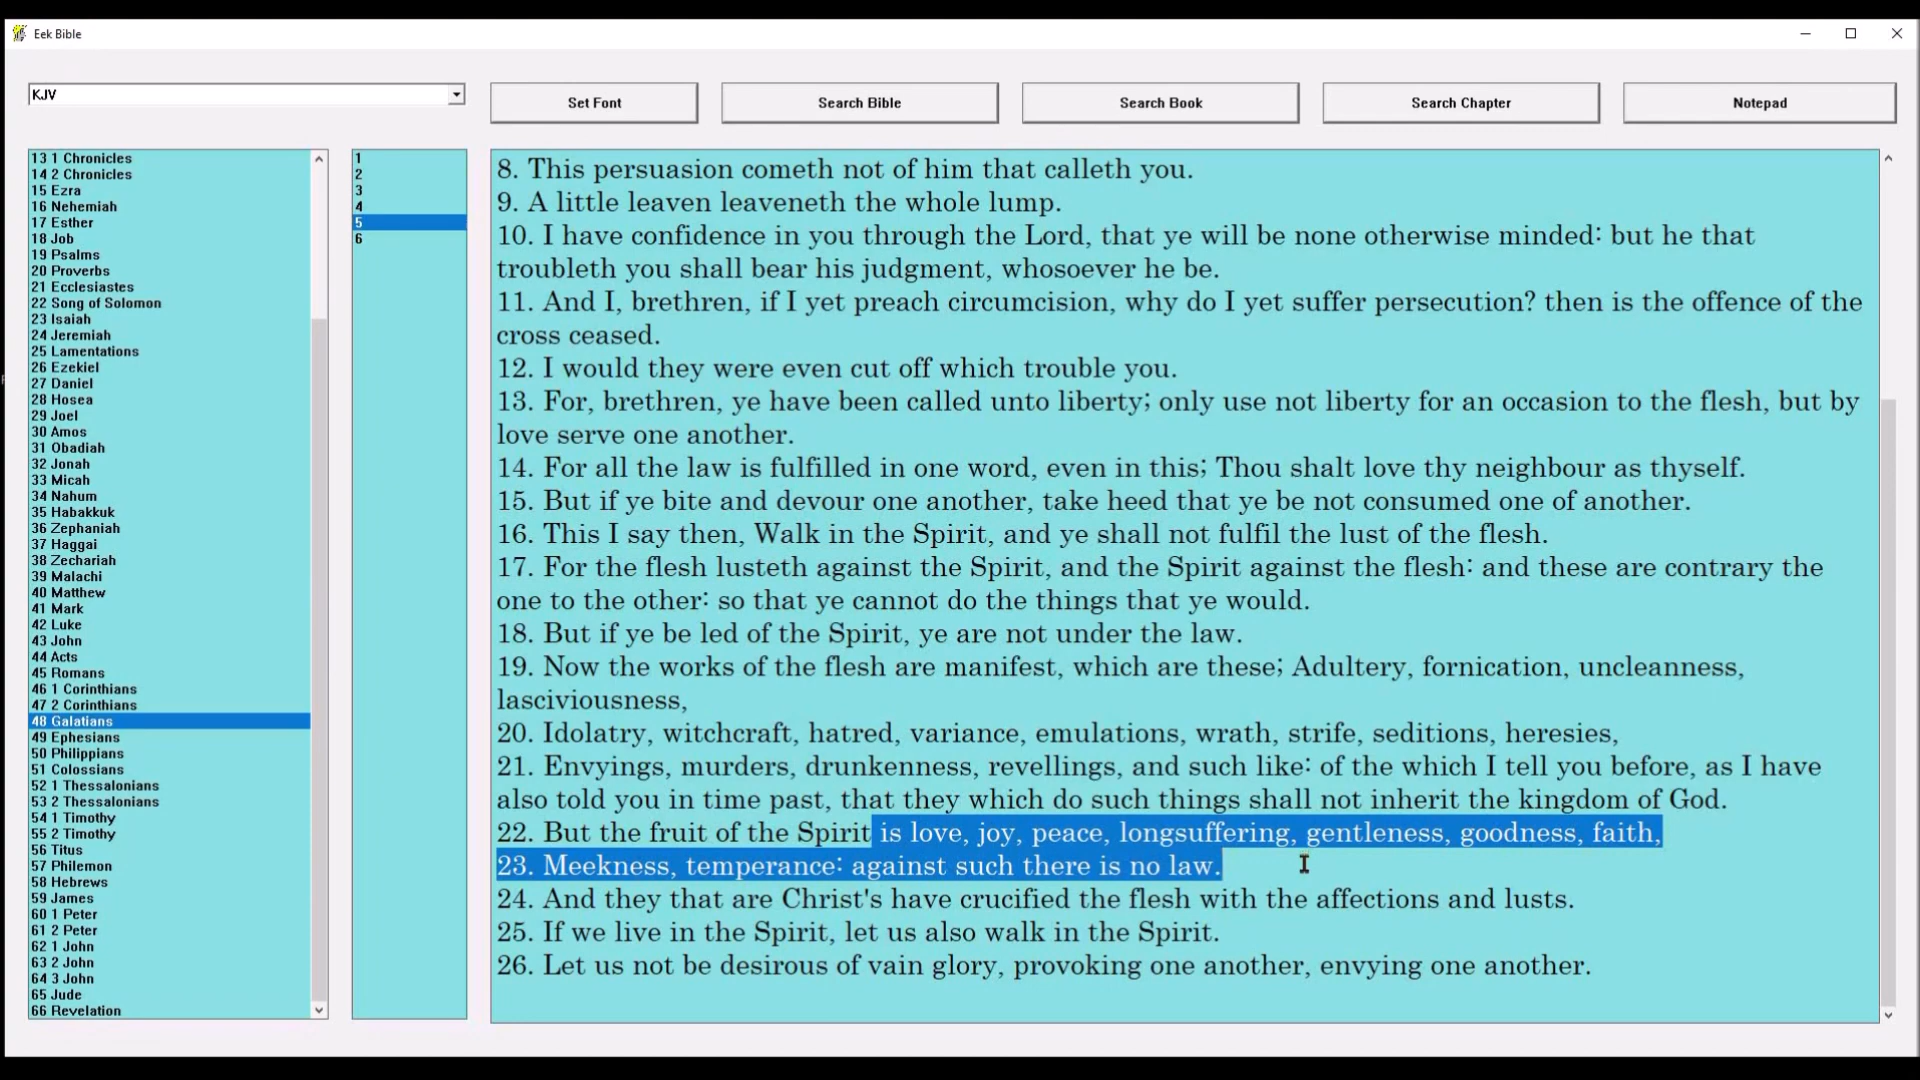 Eek Bible
KJV
Set Font
Search Bible
Search Book
Search Chapter
Notepad
13 1 Chronicles
14 2 Chronicles
15 Ezra
16 Nehemiah
17 Esther
18 Job
19 Psalms
20 Proverbs
21 Ecclesiastes
22 Song of Solomon
23 Isaiah
24 Jeremiah
25 Lamentations
26 Ezekiel
27 Daniel
28 Hosea
29 Joel
30 Amos
31 Obadiah
32 Jonah
33 Micah
34 Nahum
35 Habakkuk
36 Zephaniah
37 Haggai
38 Zechariah
39 Malachi
40 Matthew
41 Mark
42 Luke
43 John
44 Acts
45 Romans
46 1 Corinthians
47 2 Corinthians
48 Galatians
49 Ephesians
50 Philippians
51 Colossians
52 1 Thessalonians
53 2 Thessalonians
54 1 Timothy
55 2 Timothy
56 Titus
57 Philemon
58 Hebrews
59 James
60 1 Peter
61 2 Peter
62 1 John
63 2 John
64 3 John
65 Jude
66 Revelation
1
2
3
4
5
6
8. This persuasion cometh not of him that calleth you.
9. A little leaven leaveneth the whole lump.
10. I have confidence in you through the Lord, that ye will be none otherwise minded: but he that
troubleth you shall bear his judgment, whosoever he be.
11. And I, brethren, if I yet preach circumcision, why do I yet suffer persecution? then is the offence of the
cross ceased.
12. I would they were even cut off which trouble you.
13. For, brethren, ye have been called unto liberty; only use not liberty for an occasion to the flesh, but by
love serve one another.
14. For all the law is fulfilled in one word, even in this; Thou shalt love thy neighbour as thyself.
15. But if ye bite and devour one another, take heed that ye be not consumed one of another.
16. This I say then, Walk in the Spirit, and ye shall not fulfil the lust of the flesh.
17. For the flesh lusteth against the Spirit, and the Spirit against the flesh: and these are contrary the
one to the other: so that ye cannot do the things that ye would.
18. But if ye be led of the Spirit, ye are not under the law.
19. Now the works of the flesh are manifest, which are these; Adultery, fornication, uncleanness,
lasciviousness,
20. Idolatry, witchcraft, hatred, variance, emulations, wrath, strife, seditions, heresies,
21. Envyings, murders, drunkenness, revellings, and such like: of the which I tell you before, as I have
also told you in time past, that they which do such things shall not inherit the kingdom of God.
22. But the fruit of the Spirit is love, joy, peace, longsuffering, gentleness, goodness, faith,
23. Meekness, temperance: against such there is no law.
24. And they that are Christ's have crucified the flesh with the affections and lusts.
25. If we live in the Spirit, let us also walk in the Spirit.
26. Let us not be desirous of vain glory, provoking one another, envying one another.